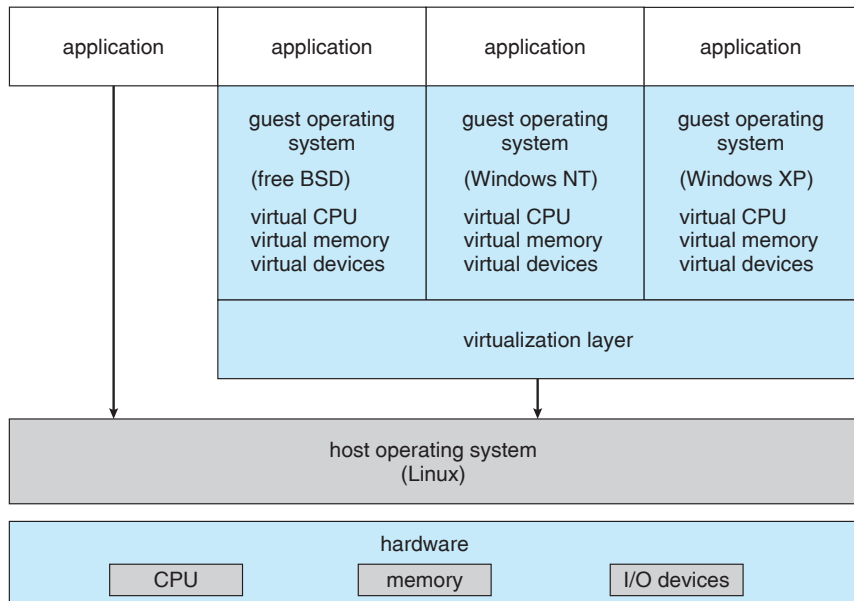 application
application
application
application
guest operating
system
(free BSD)
virtual CPU
virtual memory
virtual devices
guest operating
system
(Windows NT)
virtual CPU
virtual memory
virtual devices
guest operating
system
(Windows XP)
virtual CPU
virtual memory
virtual devices
virtualization layer
host operating system
(Linux)
hardware
CPU
memory
I/O devices